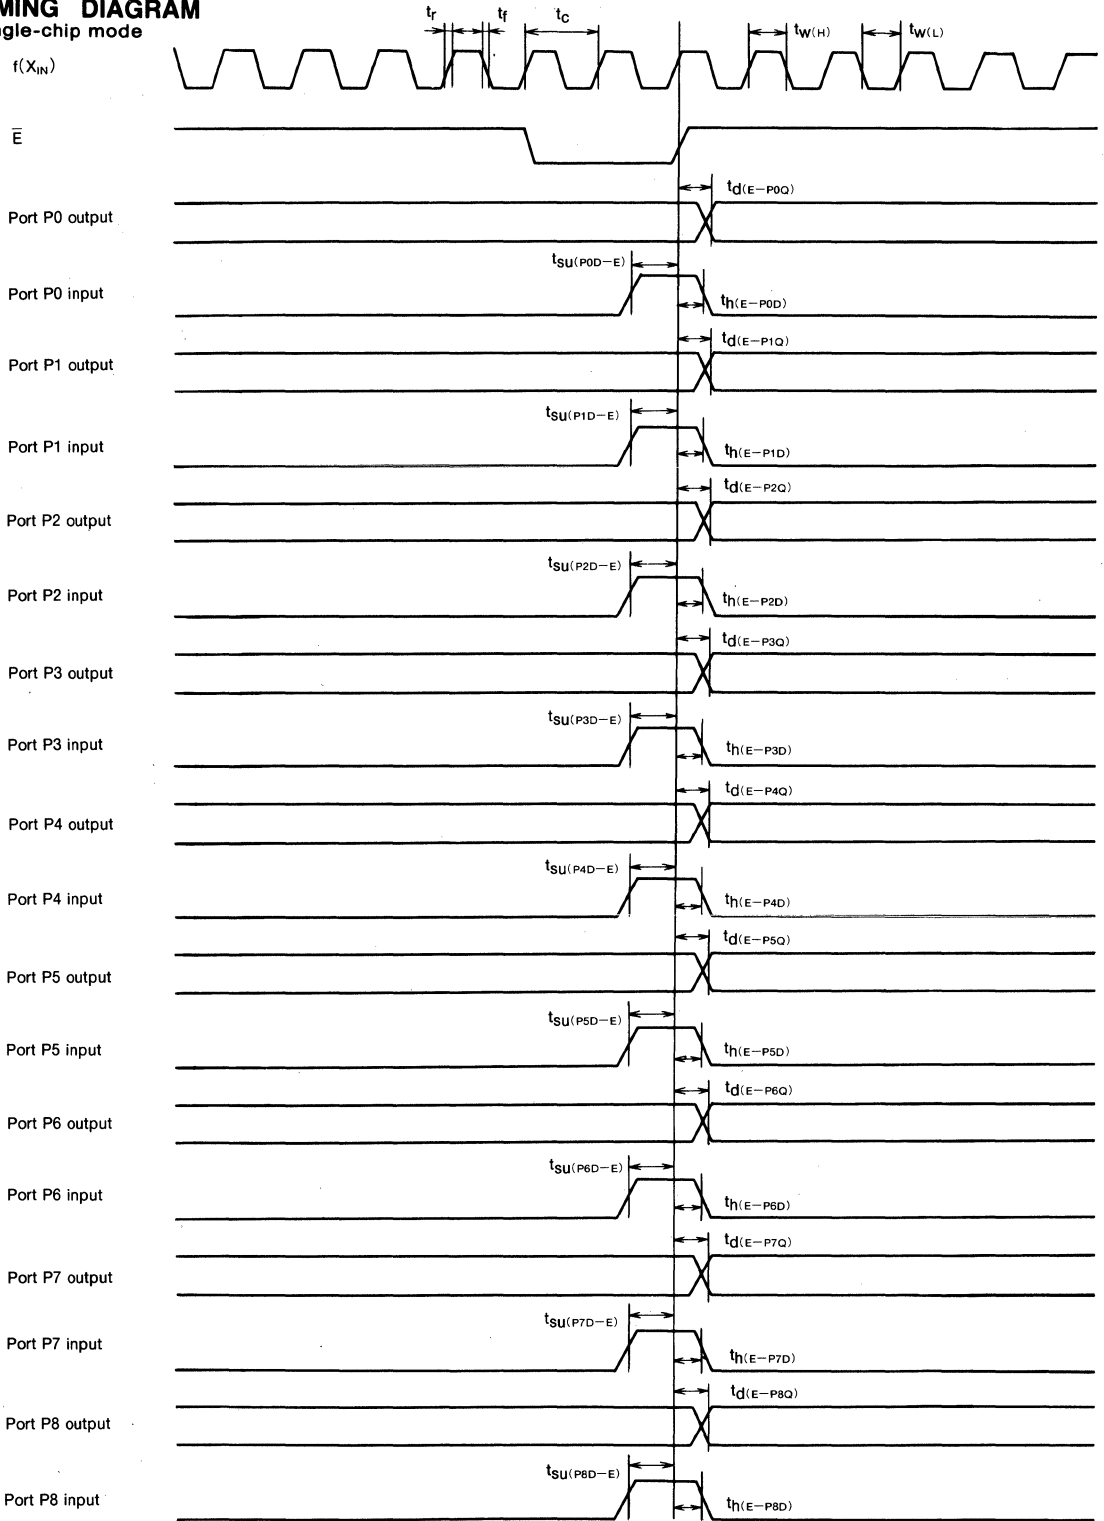 MING DIAGRAM
ngle-chip mode
tr tf tc tw(H) tw(L)
f(XIN)
E
td(E−P0Q)
Port P0 output
tsu(P0D−E)
Port P0 input
th(E−P0D)
td(E−P1Q)
Port P1 output
tsu(P1D−E)
Port P1 input
th(E−P1D)
td(E−P2Q)
Port P2 output
tsu(P2D−E)
Port P2 input
th(E−P2D)
td(E−P3Q)
Port P3 output
tsu(P3D−E)
Port P3 input
th(E−P3D)
td(E−P4Q)
Port P4 output
tsu(P4D−E)
Port P4 input
th(E−P4D)
td(E−P5Q)
Port P5 output
tsu(P5D−E)
Port P5 input
th(E−P5D)
td(E−P6Q)
Port P6 output
tsu(P6D−E)
Port P6 input
th(E−P6D)
td(E−P7Q)
Port P7 output
tsu(P7D−E)
Port P7 input
th(E−P7D)
td(E−P8Q)
Port P8 output
tsu(P8D−E)
Port P8 input
th(E−P8D)